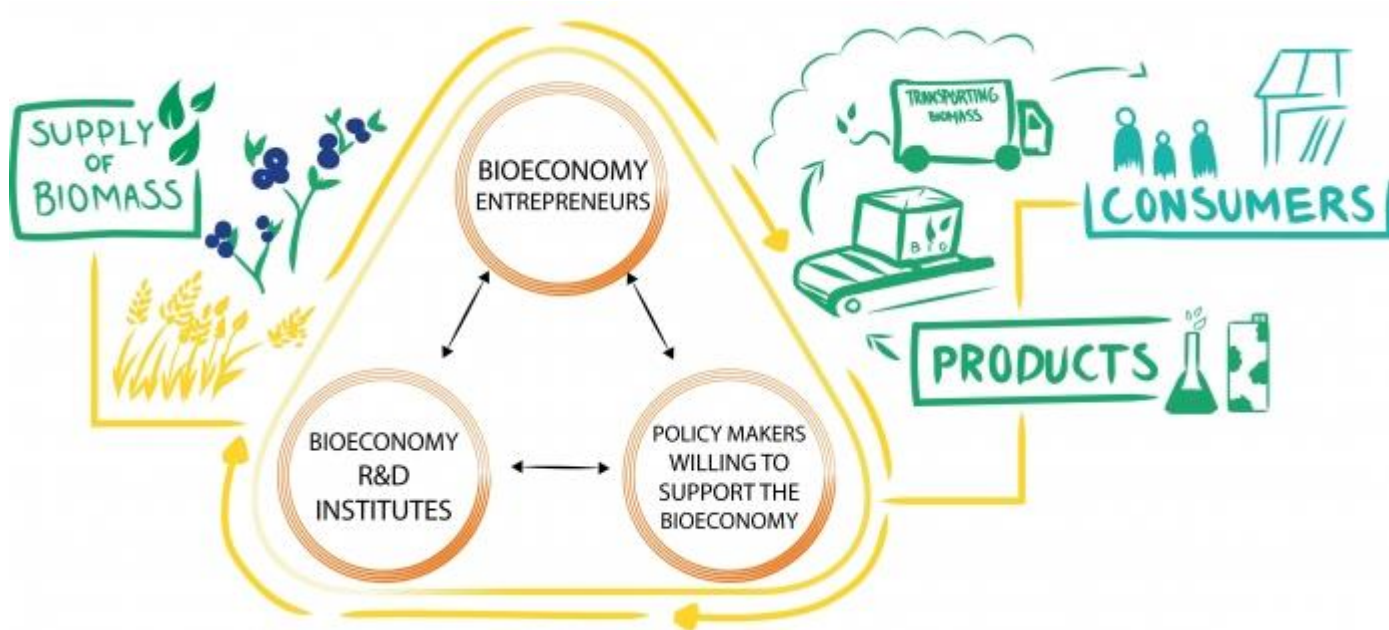 SUPPLY
OF
BIOMASS
BIOECONOMY
ENTREPRENEURS
BIOECONOMY
R&D
INSTITUTES
POLICY MAKERS
WILLING TO
SUPPORT THE
BIOECONOMY
TRANSPORTING
BIOMASS
BIO
CONSUMERS
PRODUCTS